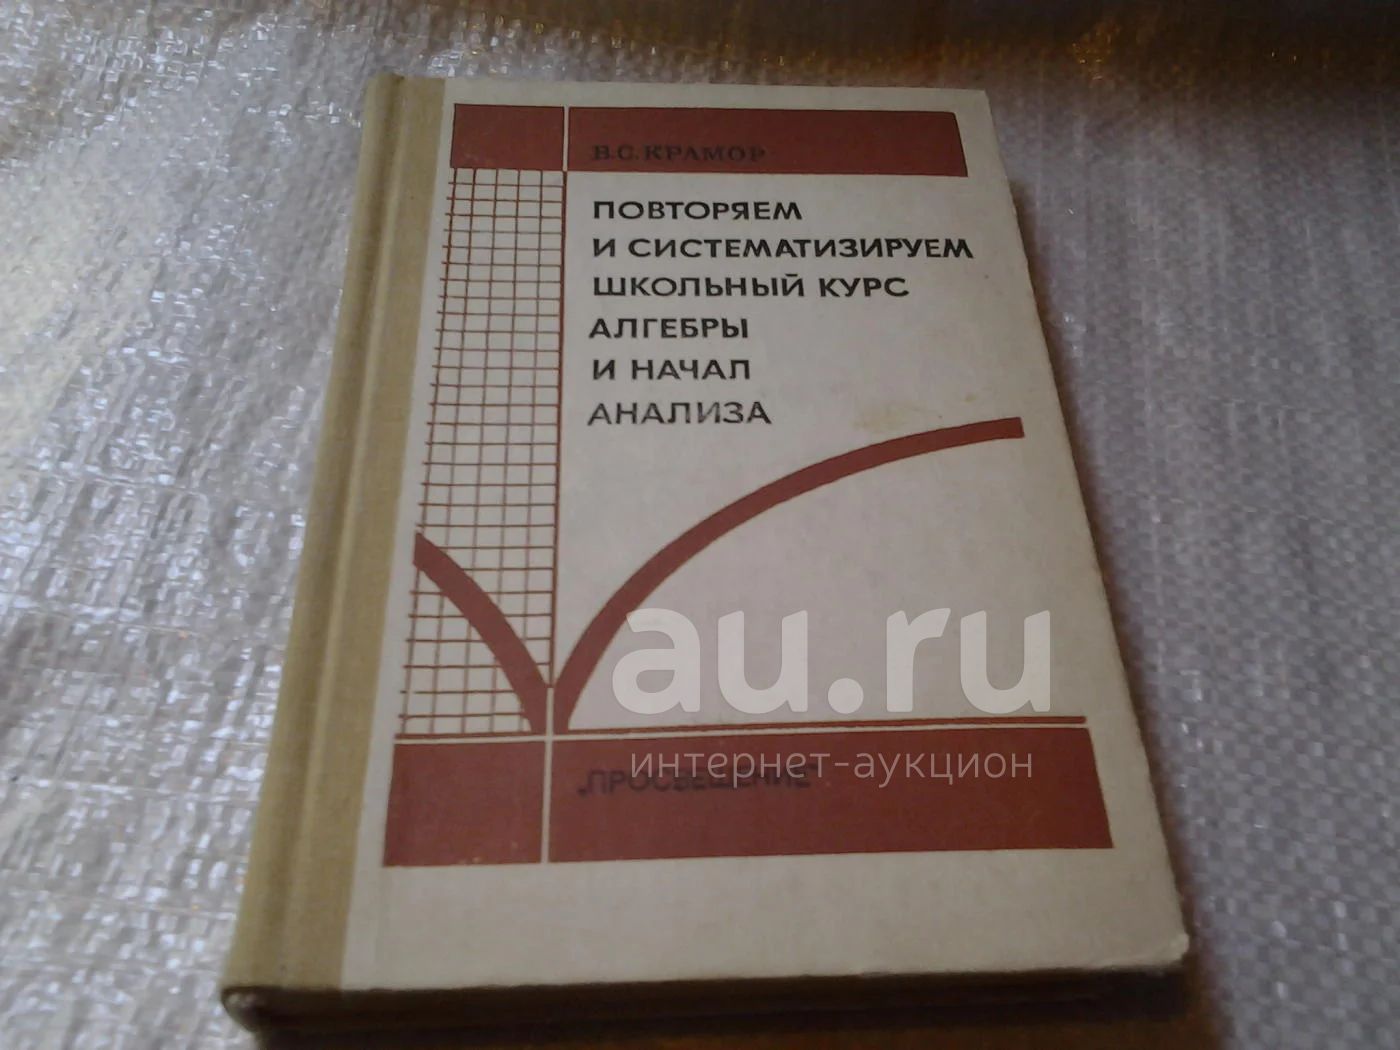 В.С.КРАМОР
ПОВТОРЯЕМ
И СИСТЕМАТИЗИРУЕМ
ШКОЛЬНЫЙ КУРС
АЛГЕБРЫ
И НАЧАЛ
АНАЛИЗА
au.ru
интернет-аукцион
„ПРОСВЕЩЕНИЕ"